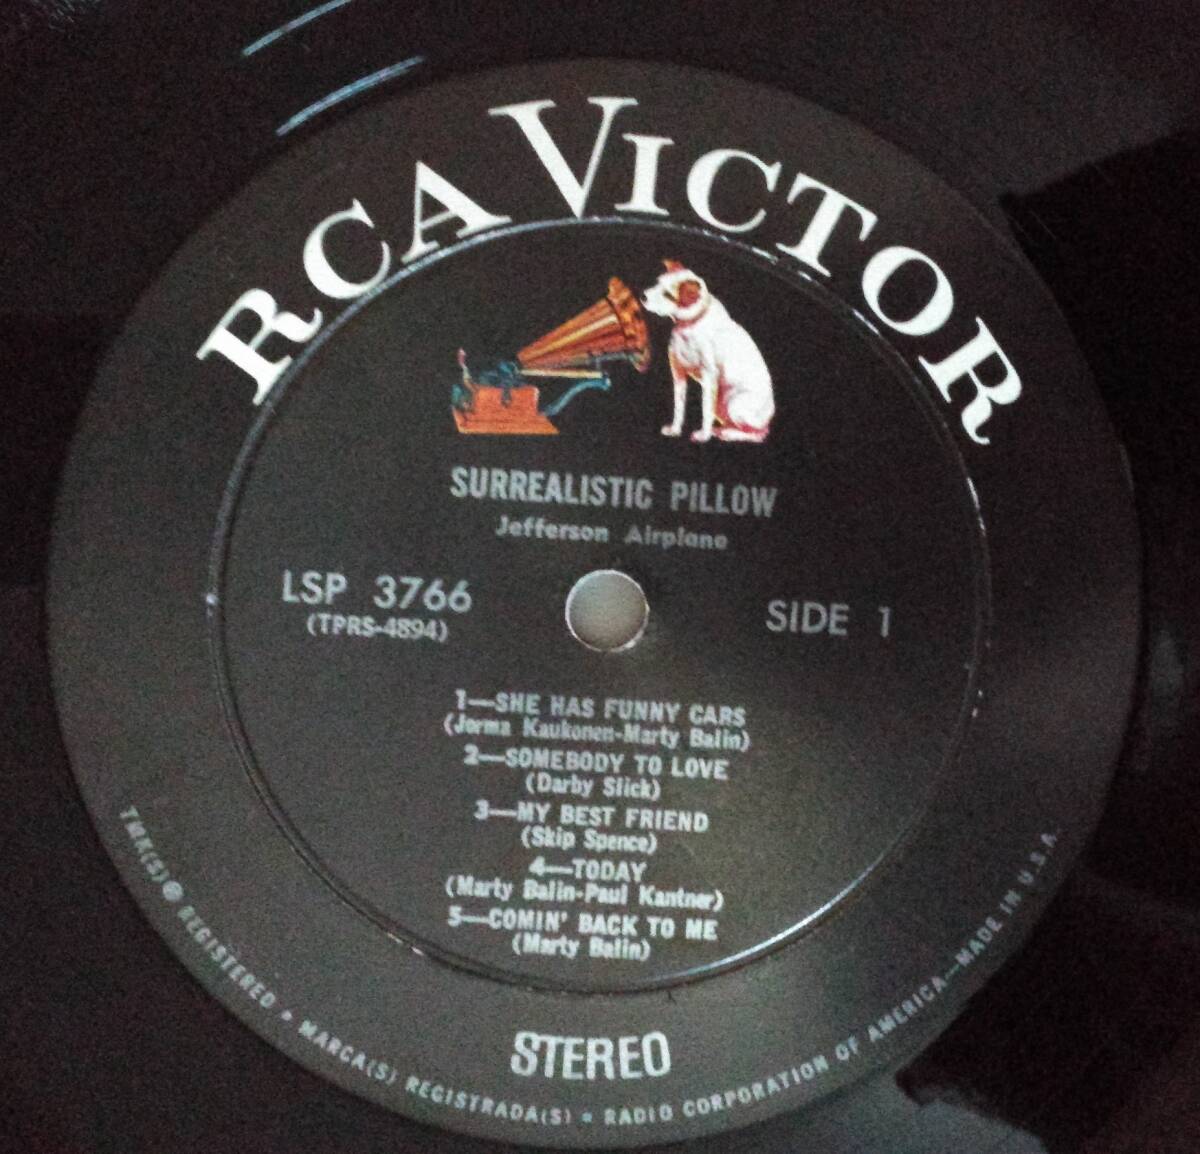 RCA VICTOR
SURREALISTIC PILLOW
Jefferson Airplane
LSP 3766
(TPRS-4894)
SIDE 1
1—SHE HAS FUNNY CARS
(Jorma Kaukonen-Marty Balin)
2—SOMEBODY TO LOVE
(Darby Slick)
3—MY BEST FRIEND
(Skip Spence)
4—TODAY
(Marty Balin-Paul Kantner)
5—COMIN' BACK TO ME
(Marty Balin)
STEREO
TMK(S) ® REGISTERED • MARCA(S) REGISTRADA(S) • RADIO CORPORATION OF AMERICA—MADE IN U.S.A.